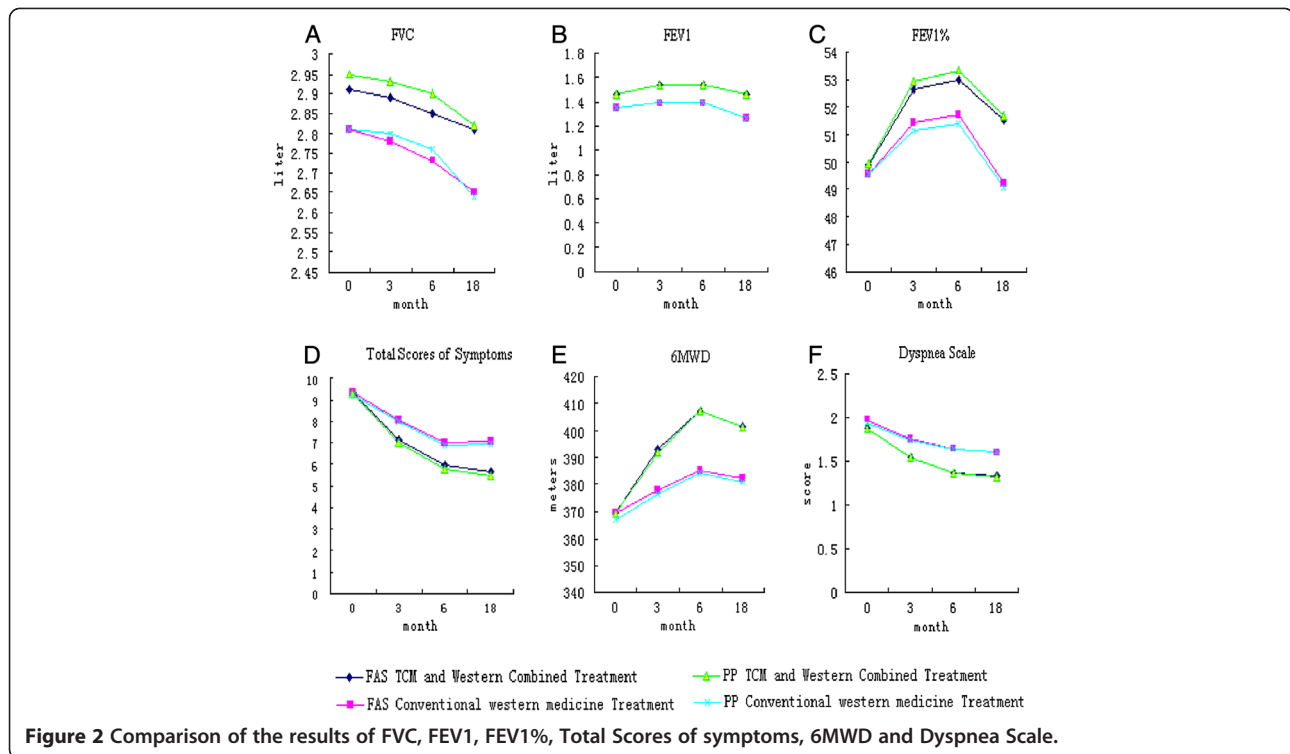 A
FVC
3
2.95
2.9
2.85
2.8
2.75
2.7
2.65
2.6
2.55
2.5
2.45
liter
0 3 6 18
month
B
FEV1
1.8
1.6
1.4
1.2
1
0.8
0.6
0.4
0.2
0
liter
0 3 6 18
month
C
FEV1%
54
53
52
51
50
49
48
47
46
0 3 6 18
month
D
Total Scores of Symptoms
10
9
8
7
6
5
4
3
2
1
0
0 3 6 18
month
E
6MWD
420
410
400
390
380
370
360
350
340
meters
0 3 6 18
month
F
Dyspnea Scale
2.5
2
1.5
1
0.5
0
score
0 3 6 18
month
FAS TCM and Western Combined Treatment
PP TCM and Western Combined Treatment
FAS Conventional western medicine Treatment
PP Conventional western medicine Treatment
Figure 2 Comparison of the results of FVC, FEV1, FEV1%, Total Scores of symptoms, 6MWD and Dyspnea Scale.